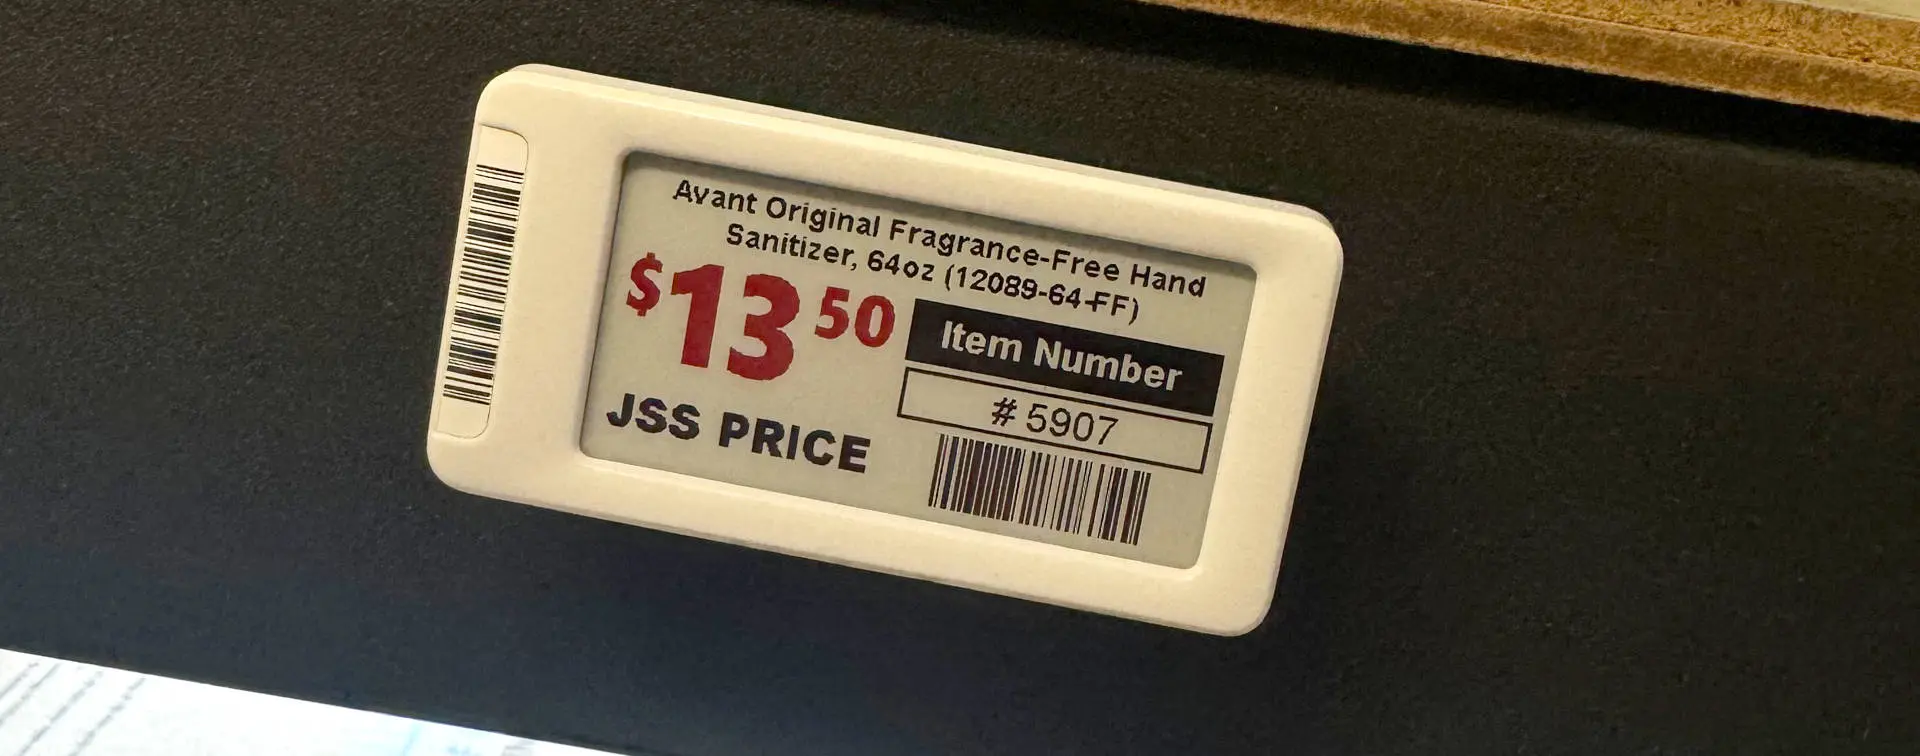 Avant Original Fragrance-Free Hand
Sanitizer, 64oz (12089-64-FF)
$13 50
Item Number
# 5907
JSS PRICE